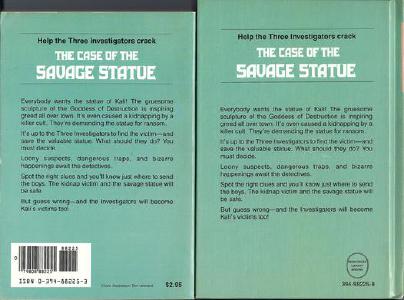 Help the Three Investigators crack
THE CASE OF THE
SAVAGE STATUE
Everybody wants the statue of Kali! The gruesome
sculpture of the Goddess of Destruction is inspiring
greed all over town. It's even caused a kidnapping by a
killer cult. They're demanding the statue for ransom.
It's up to the Three Investigators to find the victim—and
save the valuable statue. What should they do? You
must decide.
Loony suspects, dangerous traps, and bizarre
happenings await the detectives.
Spot the right clues and you'll know just where to send
the boys. The kidnap victim and the savage statue will
be safe.
But guess wrong—and the investigators will become
Kali's victims too!
ISBN 0-394-88225-3
$2.95
Help the Three Investigators crack
THE CASE OF THE
SAVAGE STATUE
Everybody wants the statue of Kali! The gruesome
sculpture of the Goddess of Destruction is inspiring
greed all over town. It's even caused a kidnapping by a
killer cult. They're demanding the statue for ransom.
It's up to the Three Investigators to find the victim—and
save the valuable statue. What should they do? You
must decide.
Loony suspects, dangerous traps, and bizarre
happenings await the detectives.
Spot the right clues and you'll know just where to send
the boys. The kidnap victim and the savage statue will
be safe.
But guess wrong—and the investigators will become
Kali's victims too!
394-88225-3